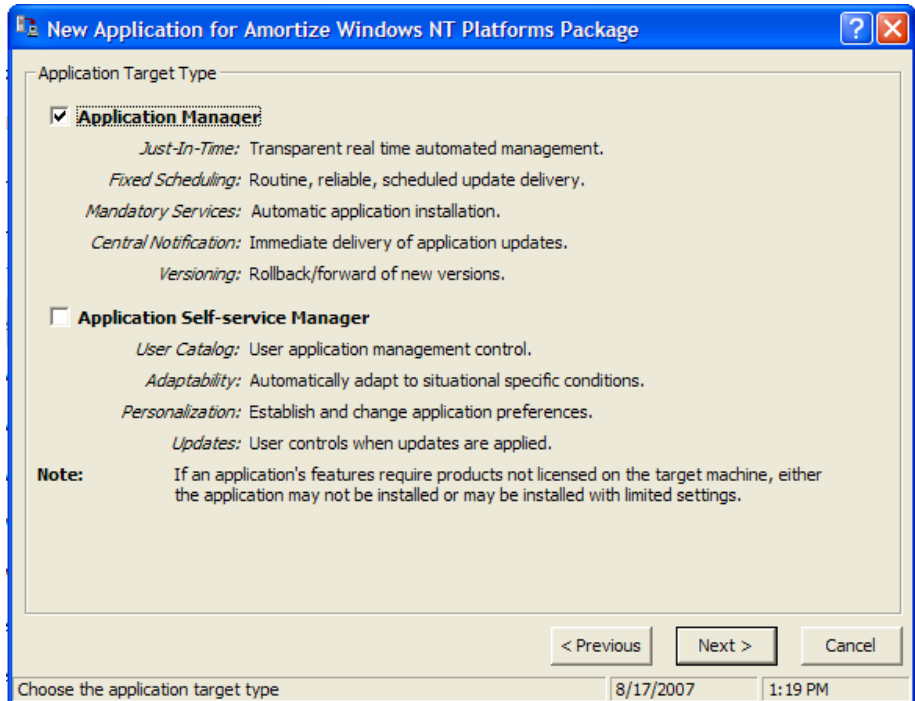 New Application for Amortize Windows NT Platforms Package
Application Target Type
Application Manager
Just-In-Time: Transparent real time automated management.
Fixed Scheduling: Routine, reliable, scheduled update delivery.
Mandatory Services: Automatic application installation.
Central Notification: Immediate delivery of application updates.
Versioning: Rollback/forward of new versions.
Application Self-service Manager
User Catalog: User application management control.
Adaptability: Automatically adapt to situational specific conditions.
Personalization: Establish and change application preferences.
Updates: User controls when updates are applied.
Note: If an application's features require products not licensed on the target machine, either
the application may not be installed or may be installed with limited settings.
< Previous Next > Cancel
Choose the application target type 8/17/2007 1:19 PM